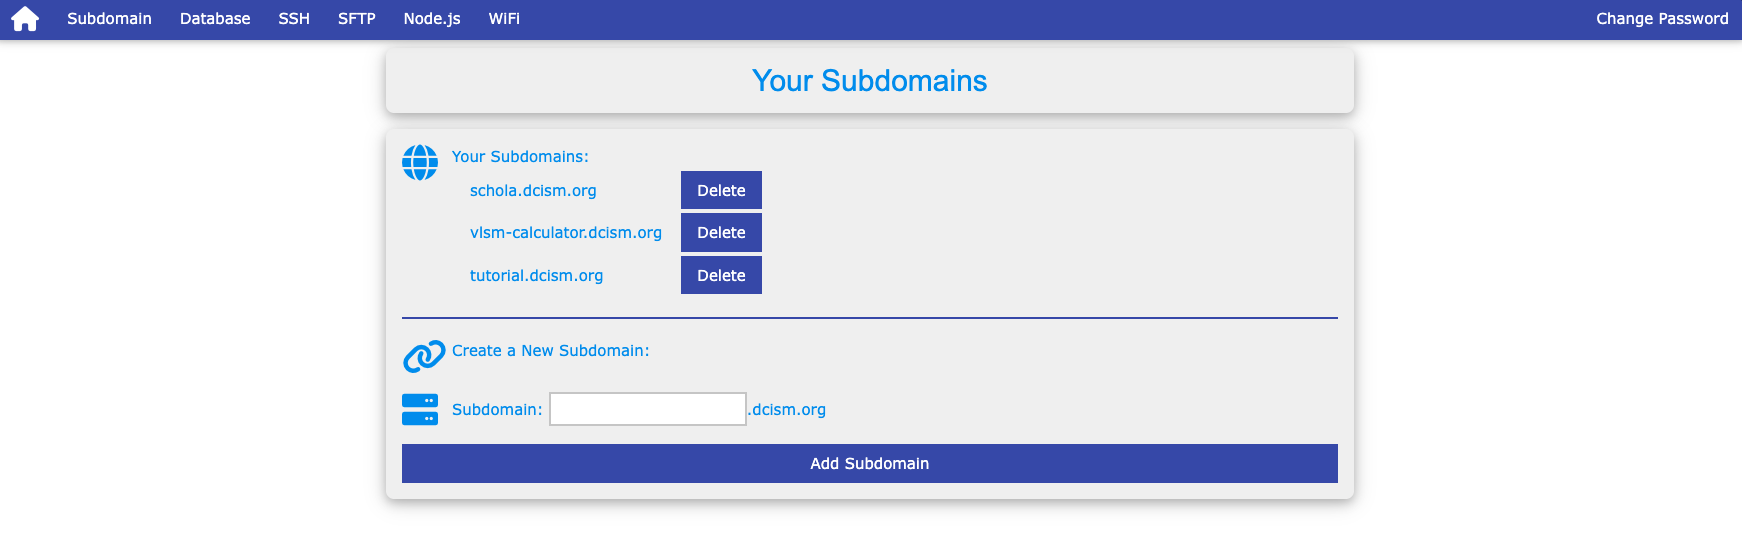 Subdomain Database SSH SFTP Node.js WiFi Change Password
Your Subdomains
Your Subdomains:
schola.dcism.org Delete
vlsm-calculator.dcism.org Delete
tutorial.dcism.org Delete
Create a New Subdomain:
Subdomain: .dcism.org
Add Subdomain